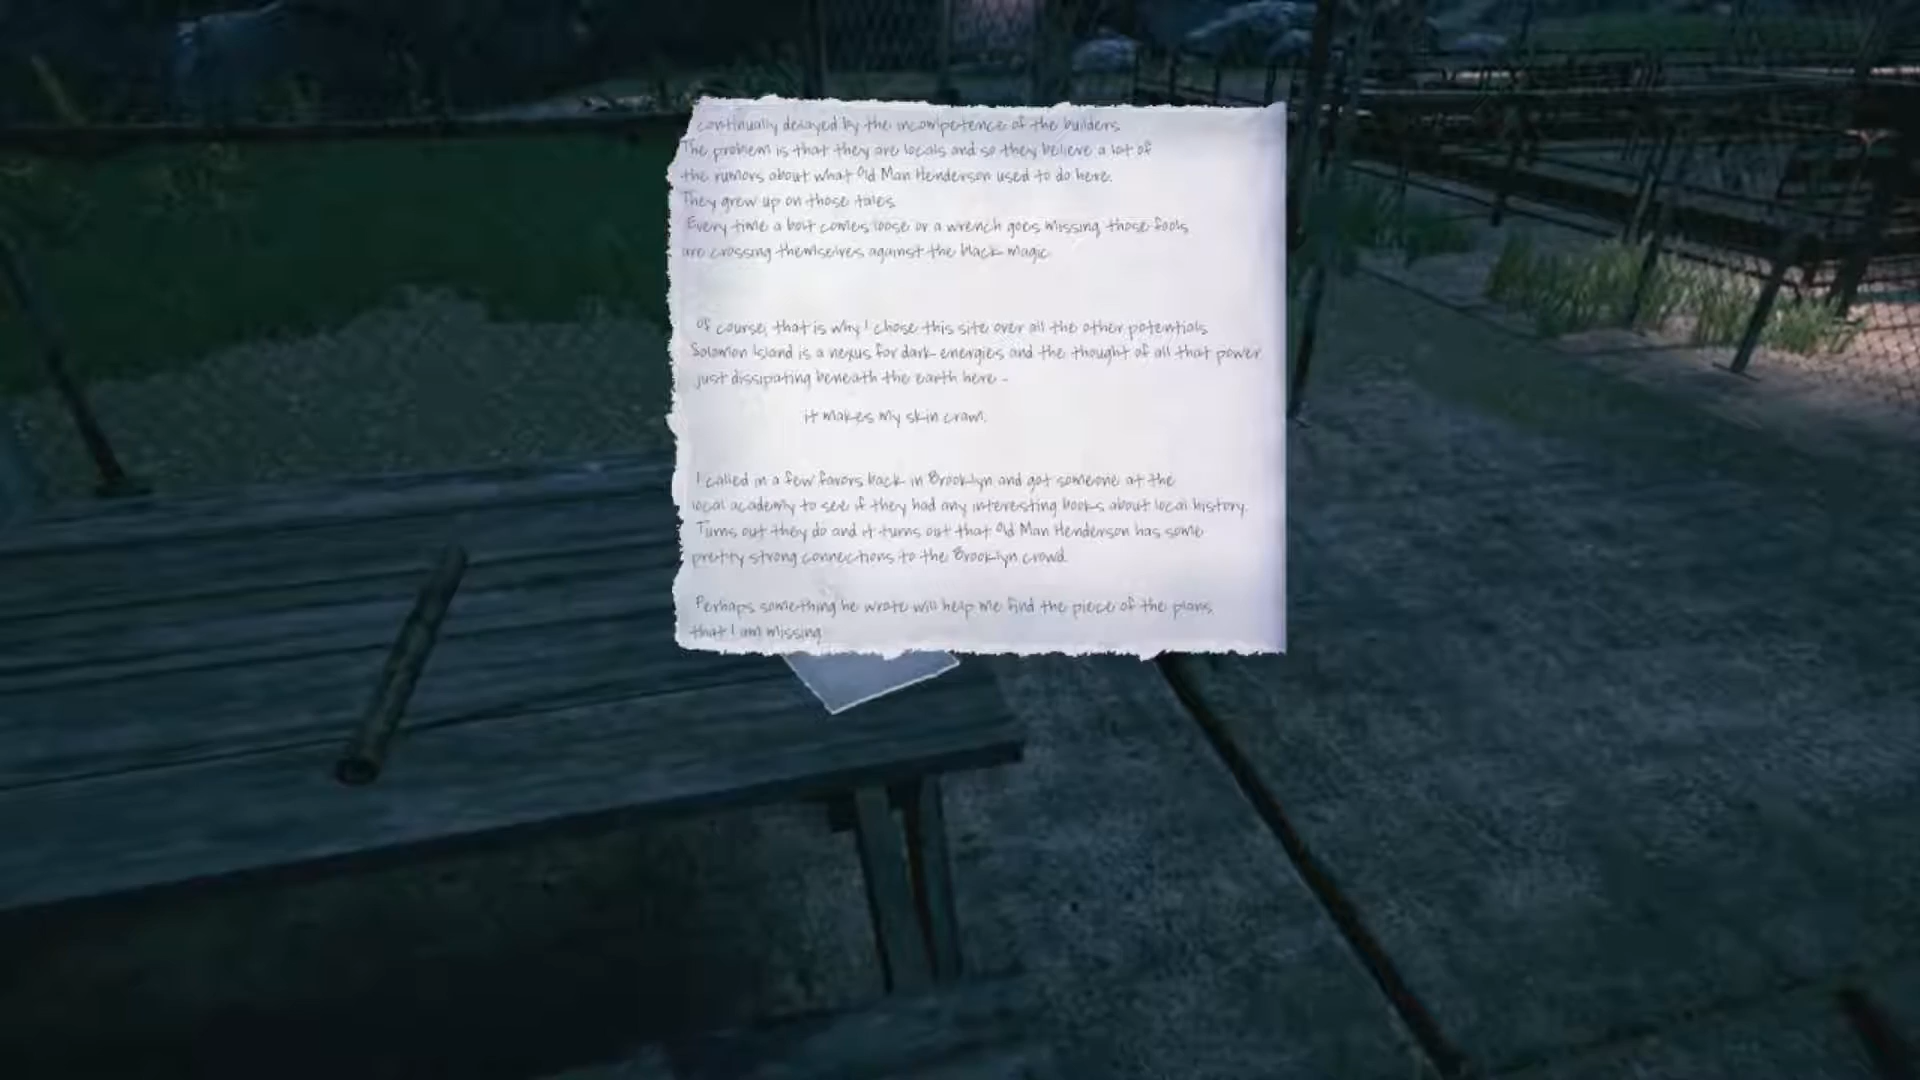 continually delayed by the incompetence of the builders.
The problem is that they are locals and so they believe a lot of
the rumors about what Old Man Henderson used to do here.
They grew up on those tales.
Every time a bolt comes loose or a wrench goes missing, those fools
are crossing themselves against the black magic.
Of course, that is why I chose this site over all the other potentials.
Solomon Island is a nexus for dark energies and the thought of all that power
just dissipating beneath the earth here -
it makes my skin crawl.
I called in a few favors back in Brooklyn and got someone at the
local academy to see if they had any interesting books about local history.
Turns out they do and it turns out that Old Man Henderson has some
pretty strong connections to the Brooklyn crowd.
Perhaps something he wrote will help me find the piece of the plans,
that I am missing.